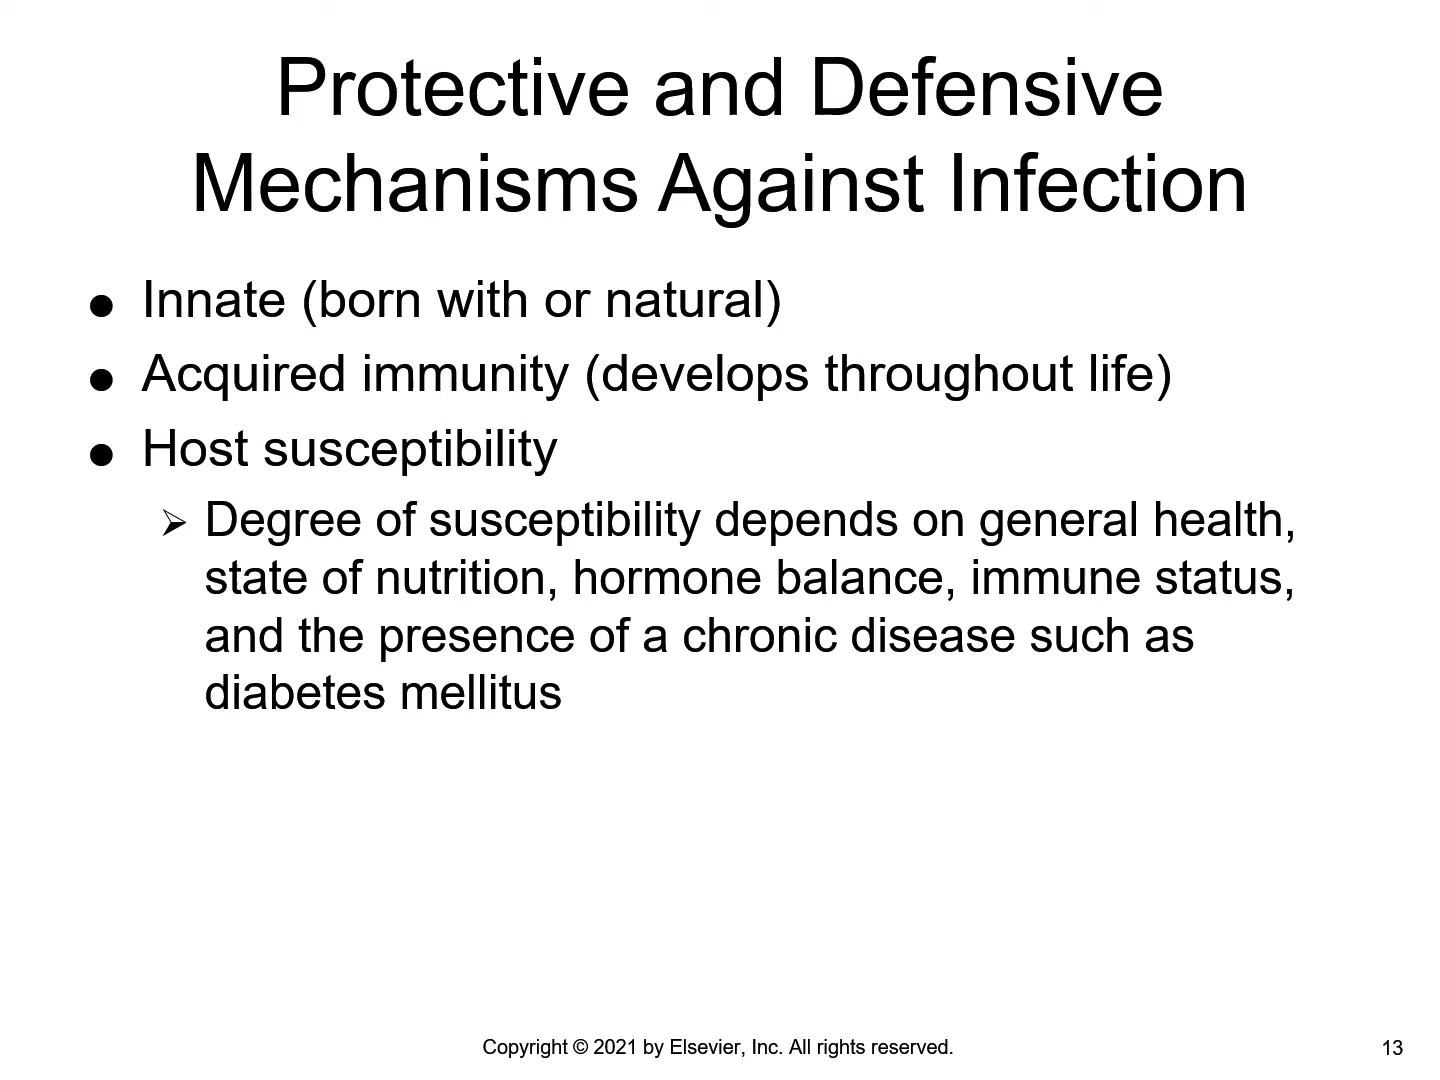 Protective and Defensive
Mechanisms Against Infection
● Innate (born with or natural)
● Acquired immunity (develops throughout life)
● Host susceptibility
➢ Degree of susceptibility depends on general health,
state of nutrition, hormone balance, immune status,
and the presence of a chronic disease such as
diabetes mellitus
Copyright © 2021 by Elsevier, Inc. All rights reserved.
13